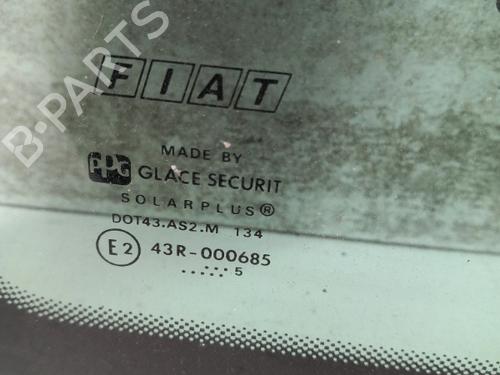 B-PARTS
FIAT
MADE BY
PPG GLACE SECURIT
SOLARPLUS®
DOT43.AS2.M 134
E2 43R-000685
5